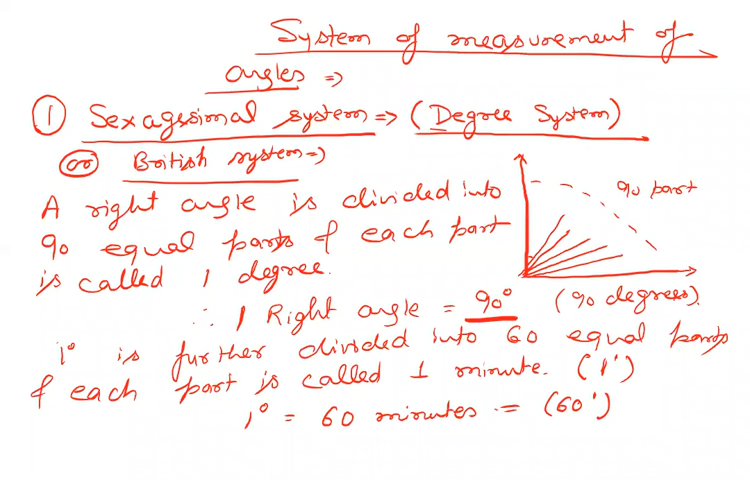 System of measurement of
angles ⇒
① Sexagesimal system ⇒ (Degree System)
(or) British system ⇒
A right angle is divided into
90 equal parts & each part
is called 1 degree.
90 part
∴ 1 Right angle = 90° (90 degrees).
1° is further divided into 60 equal parts
& each part is called 1 minute. (1')
1° = 60 minutes = (60')